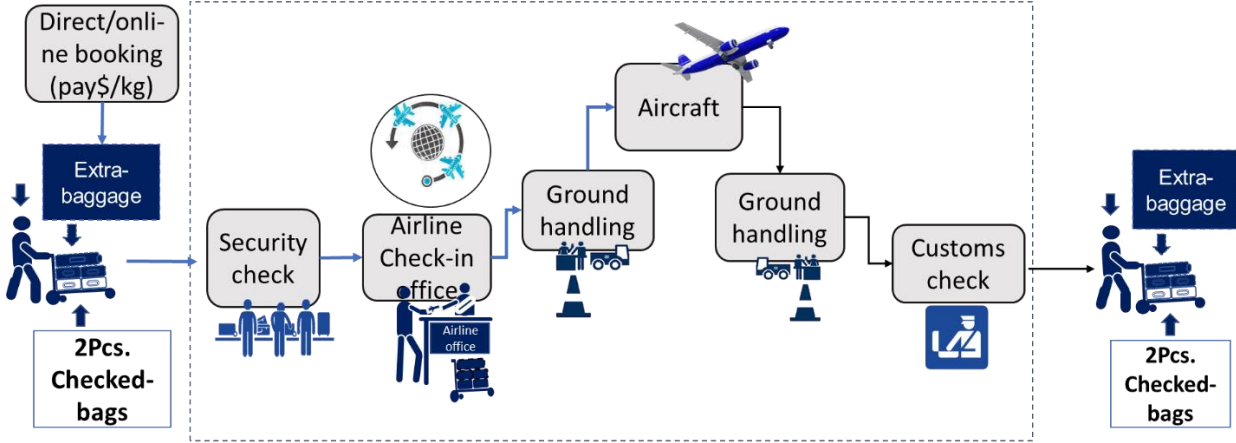 Direct/onli-
ne booking
(pay$/kg)
Extra-
baggage
2Pcs.
Checked-
bags
Security
check
Airline
Check-in
office
Airline
office
Ground
handling
Aircraft
Ground
handling
Customs
check
Extra-
baggage
2Pcs.
Checked-
bags